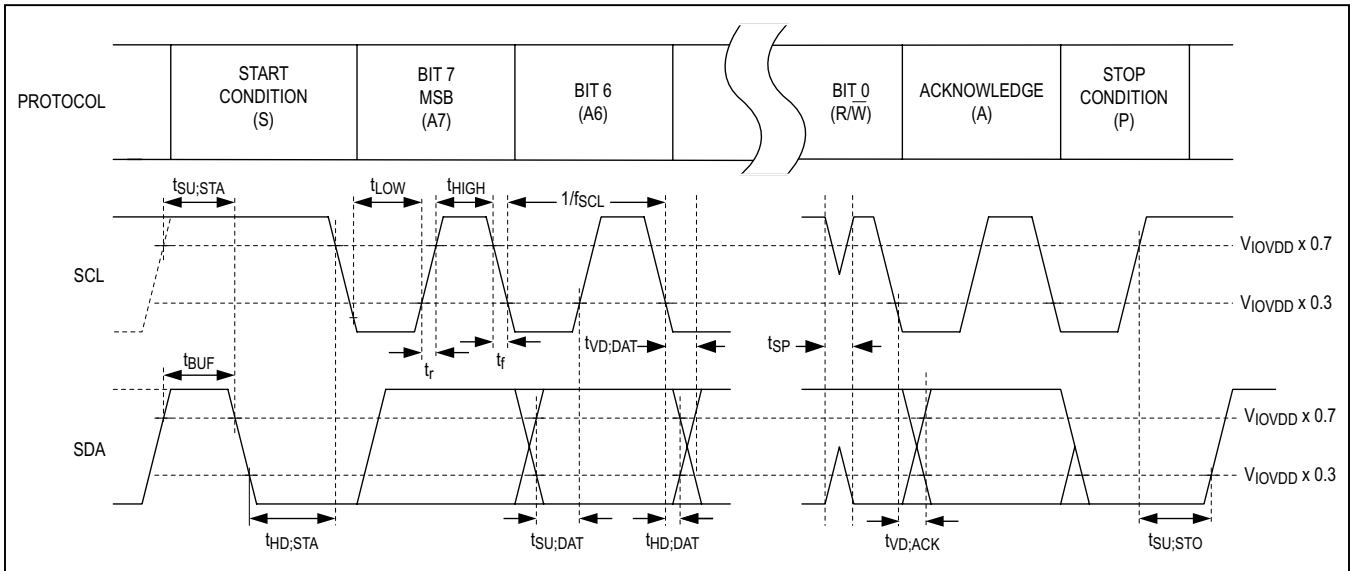 PROTOCOL
START
CONDITION
(S)
BIT 7
MSB
(A7)
BIT 6
(A6)
BIT 0
(R/W̅)
ACKNOWLEDGE
(A)
STOP
CONDITION
(P)
tSU;STA
tLOW
tHIGH
1/fSCL
SCL
VIOVDD x 0.7
VIOVDD x 0.3
tr
tf
tVD;DAT
tSP
tBUF
SDA
VIOVDD x 0.7
VIOVDD x 0.3
tHD;STA
tSU;DAT
tHD;DAT
tVD;ACK
tSU;STO